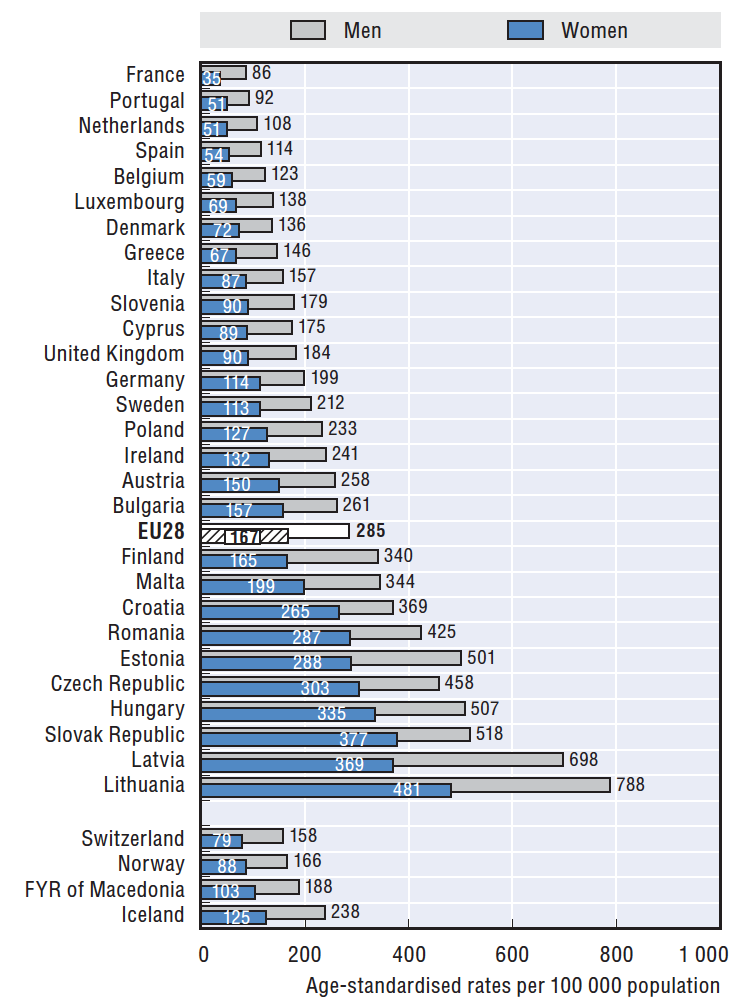 Men Women
France 35 86
Portugal 51 92
Netherlands 51 108
Spain 54 114
Belgium 59 123
Luxembourg 69 138
Denmark 72 136
Greece 67 146
Italy 87 157
Slovenia 90 179
Cyprus 89 175
United Kingdom 90 184
Germany 114 199
Sweden 113 212
Poland 127 233
Ireland 132 241
Austria 150 258
Bulgaria 157 261
EU28 167 285
Finland 165 340
Malta 199 344
Croatia 265 369
Romania 287 425
Estonia 288 501
Czech Republic 303 458
Hungary 335 507
Slovak Republic 377 518
Latvia 369 698
Lithuania 481 788
Switzerland 79 158
Norway 88 166
FYR of Macedonia 103 188
Iceland 125 238
0 200 400 600 800 1 000
Age-standardised rates per 100 000 population